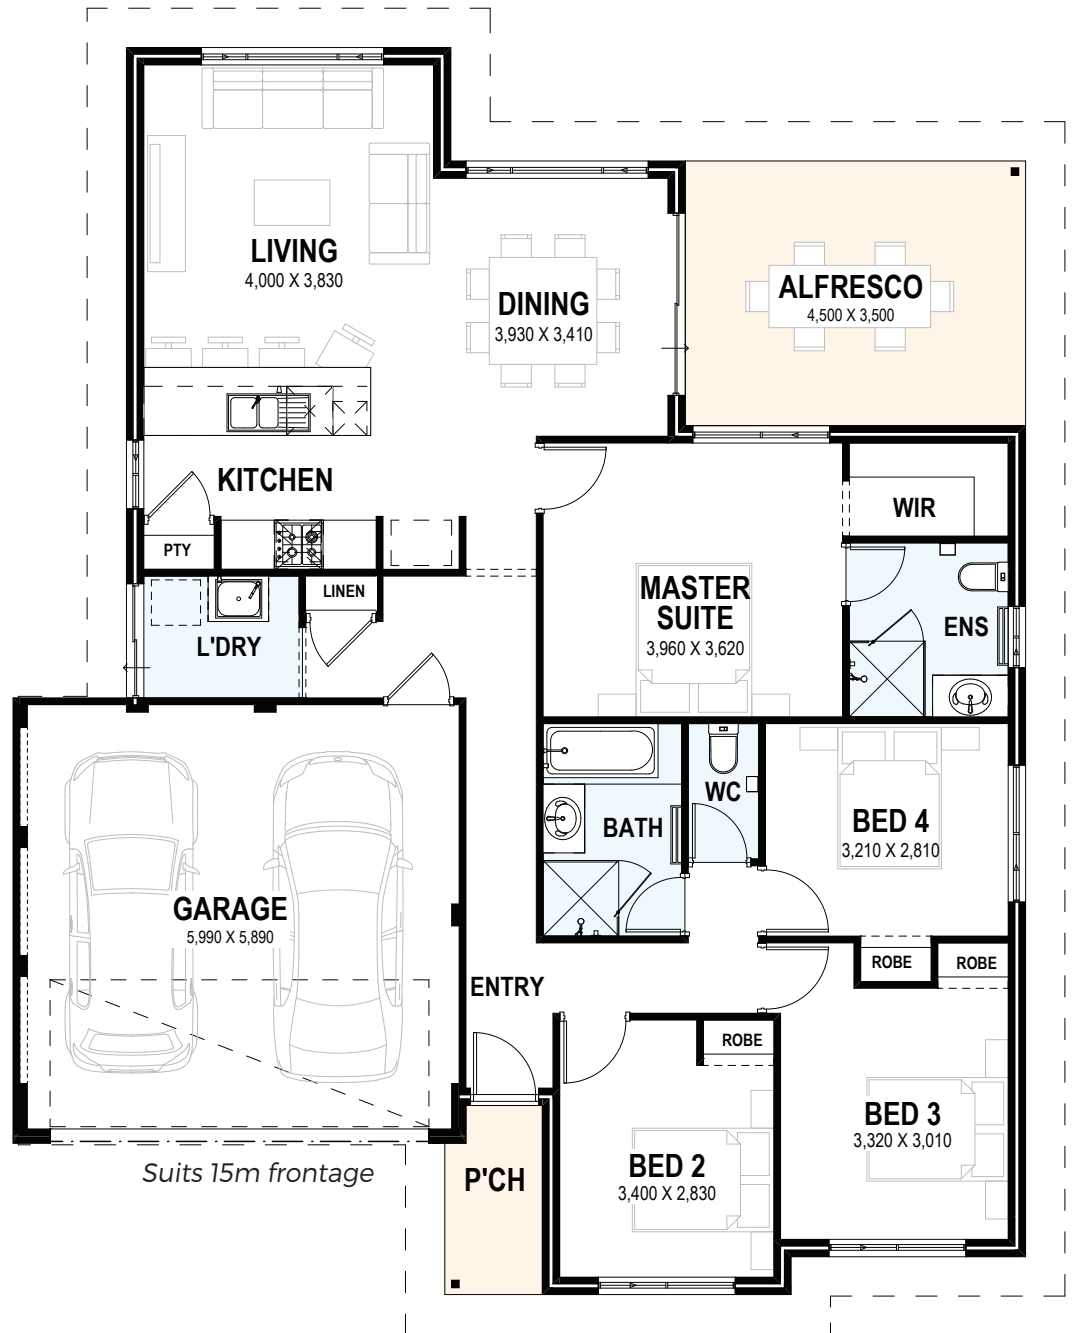 LIVING
4,000 X 3,830
DINING
3,930 X 3,410
ALFRESCO
4,500 X 3,500
KITCHEN
PTY
WIR
LINEN
L'DRY
MASTER
SUITE
3,960 X 3,620
ENS
WC
BATH
BED 4
3,210 X 2,810
GARAGE
5,990 X 5,890
ROBE
ROBE
ENTRY
ROBE
BED 3
3,320 X 3,010
BED 2
3,400 X 2,830
P'CH
Suits 15m frontage